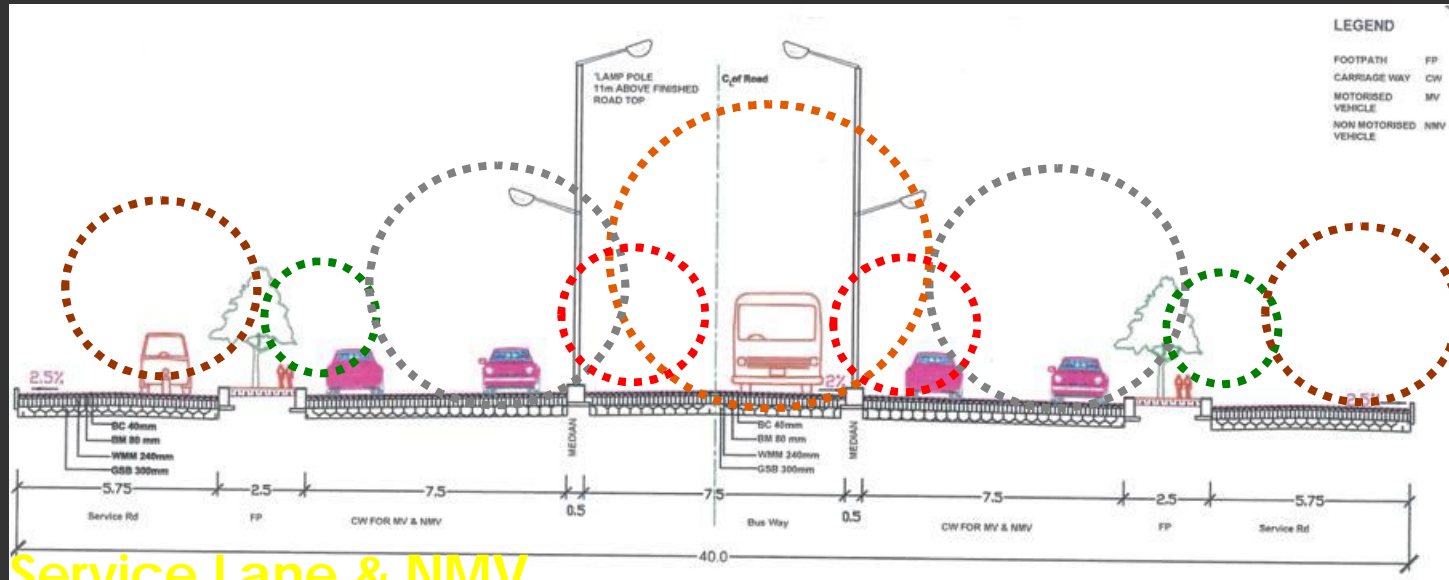 LEGEND
FOOTPATH FP
CARRIAGE WAY CW
MOTORISED VEHICLE MV
NON MOTORISED VEHICLE NMV
'LAMP POLE
11m ABOVE FINISHED
ROAD TOP
CL of Road
2.5%
2%
2.5%
BC 40mm
BM 80 mm
WMM 240mm
GSB 300mm
MEDIAN
BC 40mm
BM 80 mm
WMM 240mm
GSB 300mm
MEDIAN
5.75 2.5 7.5 0.5 7.5 0.5 7.5 2.5 5.75
Service Rd FP CW FOR MV & NMV Bus Way CW FOR MV & NMV FP Service Rd
40.0
Service Lane & NMV